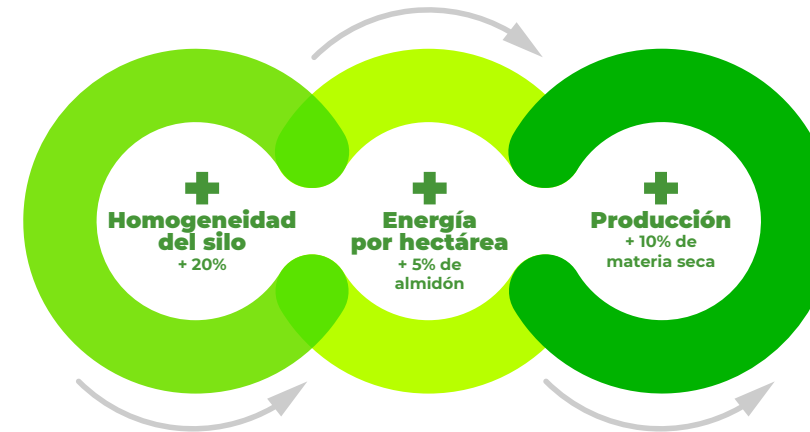 Homogeneidad
del silo
+ 20%
Energía
por hectárea
+ 5% de
almidón
Producción
+ 10% de
materia seca